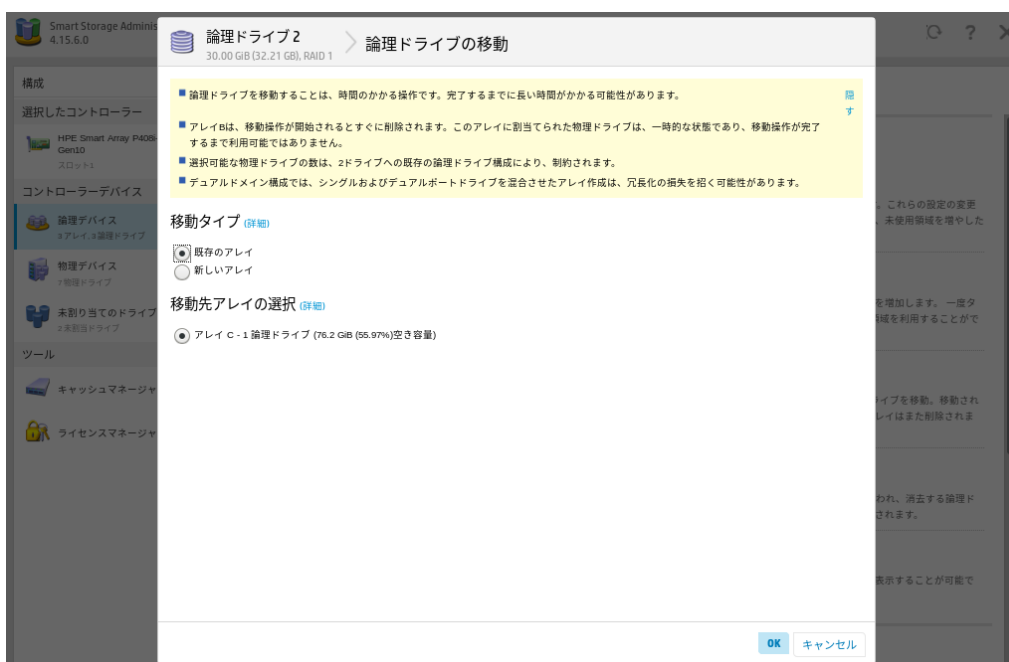 Smart Storage Adminis
4.15.6.0
論理ドライブ 2
30.00 GiB (32.21 GB), RAID 1
論理ドライブの移動
構成
選択したコントローラー
HPE Smart Array P408i
Gen10
スロット1
コントローラーデバイス
論理デバイス
3アレイ, 3論理ドライブ
物理デバイス
7物理ドライブ
未割り当てのドライブ
2未割当ドライブ
ツール
キャッシュマネージャ
ライセンスマネージャ
論理ドライブを移動することは、時間のかかる操作です。完了するまでに長い時間がかかる可能性があります。
隠す
アレイBは、移動操作が開始されるとすぐに削除されます。このアレイに割当てられた物理ドライブは、一時的な状態であり、移動操作が完了
するまで利用可能ではありません。
選択可能な物理ドライブの数は、2ドライブへの既存の論理ドライブ構成により、制約されます。
デュアルドメイン構成では、シングルおよびデュアルポートドライブを混合させたアレイ作成は、冗長化の損失を招く可能性があります。
移動タイプ (詳細)
既存のアレイ
新しいアレイ
移動先アレイの選択 (詳細)
アレイ C - 1 論理ドライブ (76.2 GiB (55.97%)空き容量)
。これらの設定の変更
、未使用領域を増やした
を増加します。 一度タ
領域を利用することがで
イブを移動。移動され
レイはまた削除されま
われ、消去する論理ド
されます。
表示することが可能で
OK
キャンセル